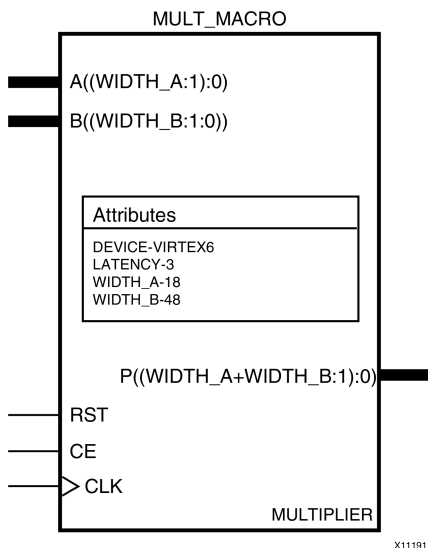 MULT_MACRO
A((WIDTH_A:1):0)
B((WIDTH_B:1:0))
Attributes
DEVICE-VIRTEX6
LATENCY-3
WIDTH_A-18
WIDTH_B-48
P((WIDTH_A+WIDTH_B:1):0)
RST
CE
CLK
MULTIPLIER
X11191